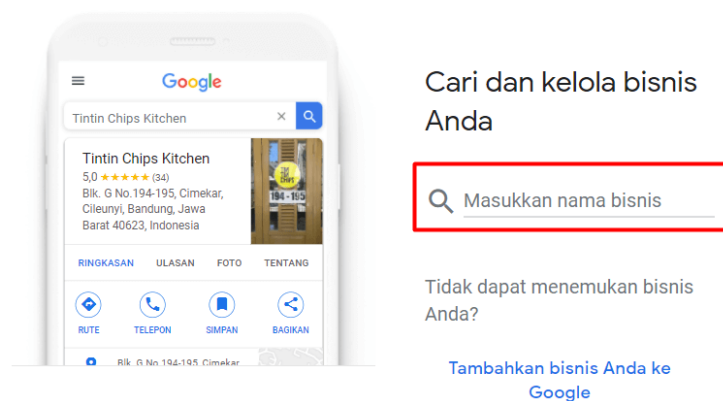 Google
Tintin Chips Kitchen
Tintin Chips Kitchen
5,0 ★★★★★ (34)
Blk. G No.194-195, Cimekar,
Cileunyi, Bandung, Jawa
Barat 40623, Indonesia
194 - 195
RINGKASAN ULASAN FOTO TENTANG
RUTE TELEPON SIMPAN BAGIKAN
Blk. G No.194-195, Cimekar,
Cari dan kelola bisnis
Anda
Masukkan nama bisnis
Tidak dapat menemukan bisnis
Anda?
Tambahkan bisnis Anda ke
Google